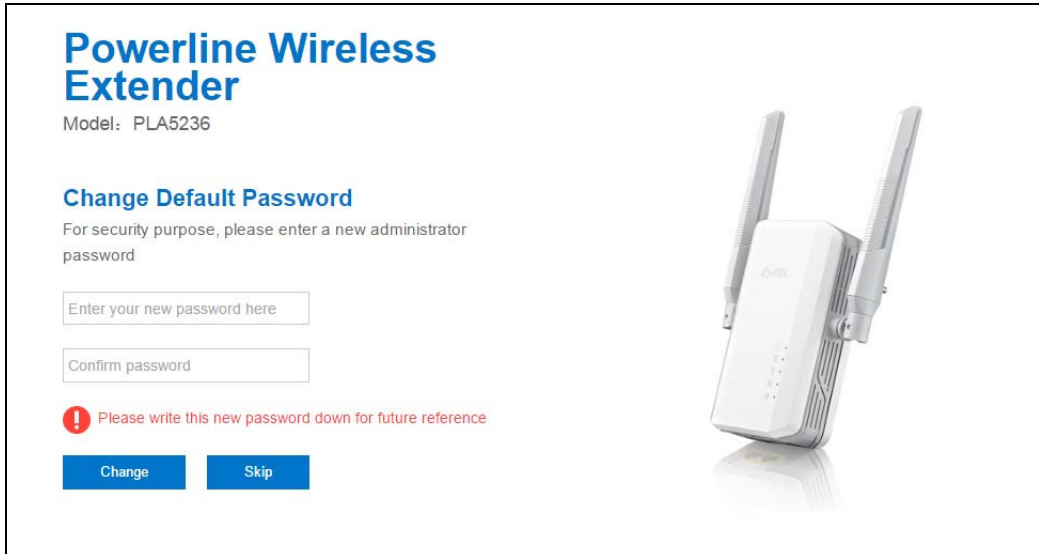 Powerline Wireless
Extender
Model: PLA5236
Change Default Password
For security purpose, please enter a new administrator
password
Enter your new password here
Confirm password
Please write this new password down for future reference
Change Skip
ZyXEL